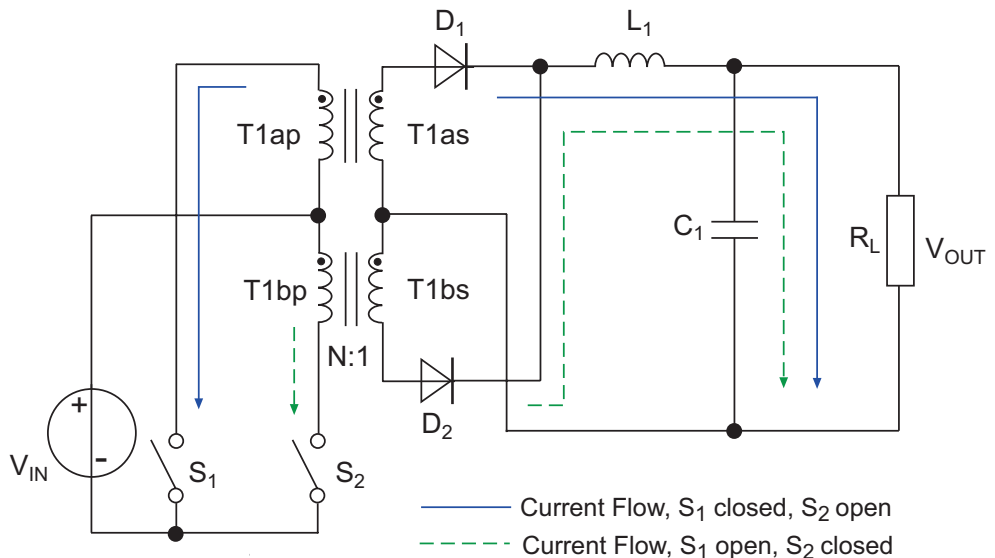 D1
L1
T1ap
T1as
C1
RL
VOUT
T1bp
T1bs
N:1
+
D2
VIN
-
S1
S2
Current Flow, S1 closed, S2 open
Current Flow, S1 open, S2 closed